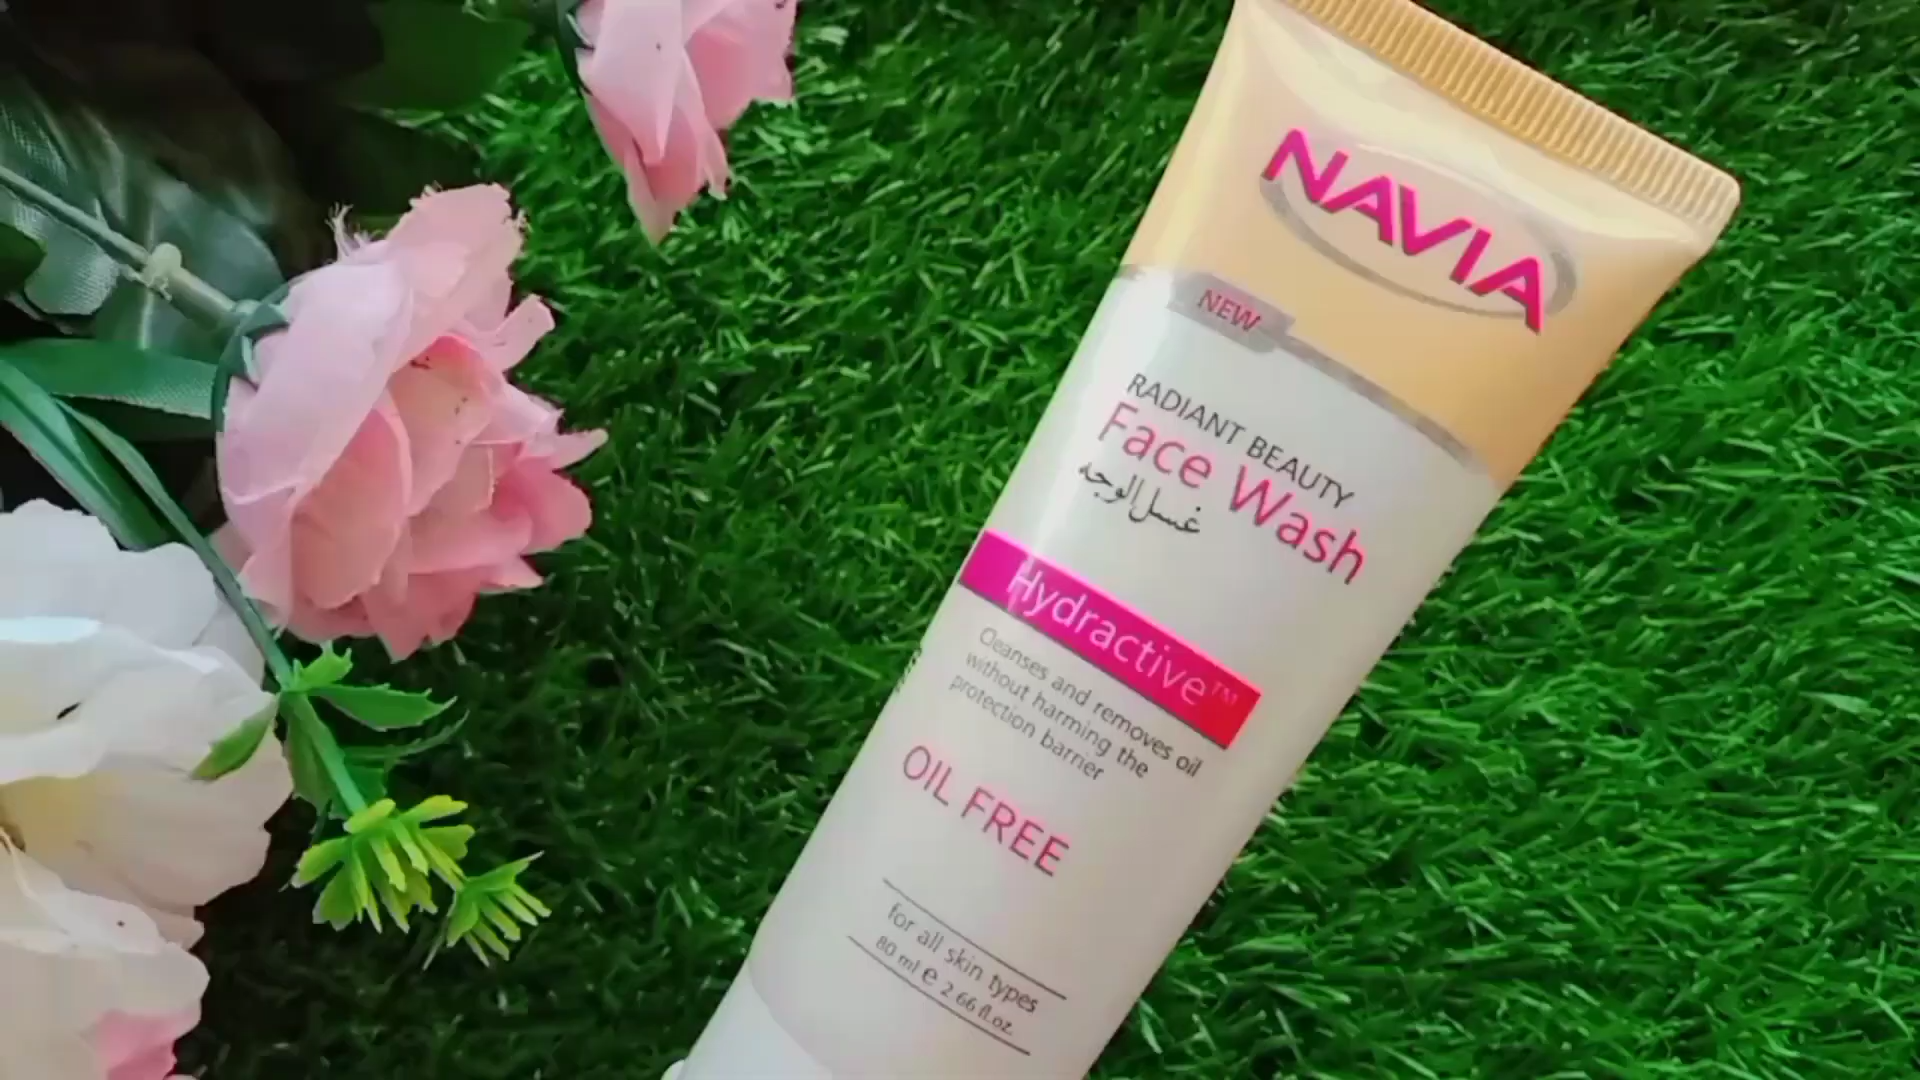 NAVIA
NEW
RADIANT BEAUTY
Face Wash
غسل الوجه
Hydractive™
Cleanses and removes oil
without harming the
protection barrier
OIL FREE
for all skin types
80 ml e 2.66 fl.oz.